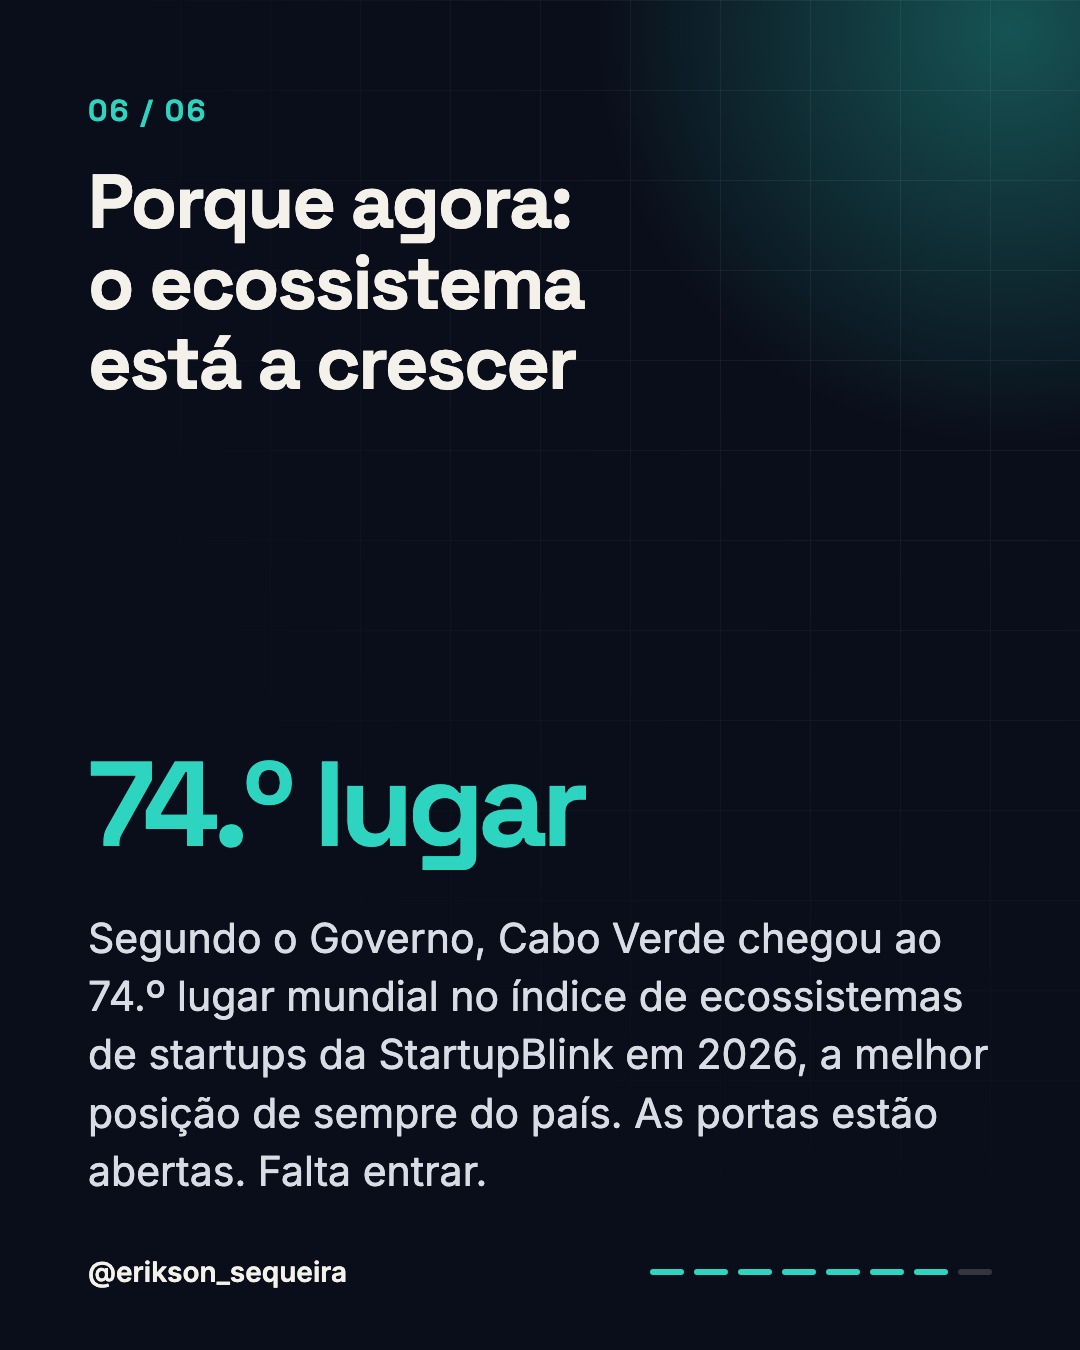 06 / 06
Porque agora:
o ecossistema
está a crescer
74.º lugar
Segundo o Governo, Cabo Verde chegou ao
74.º lugar mundial no índice de ecossistemas
de startups da StartupBlink em 2026, a melhor
posição de sempre do país. As portas estão
abertas. Falta entrar.
@erikson_sequeira